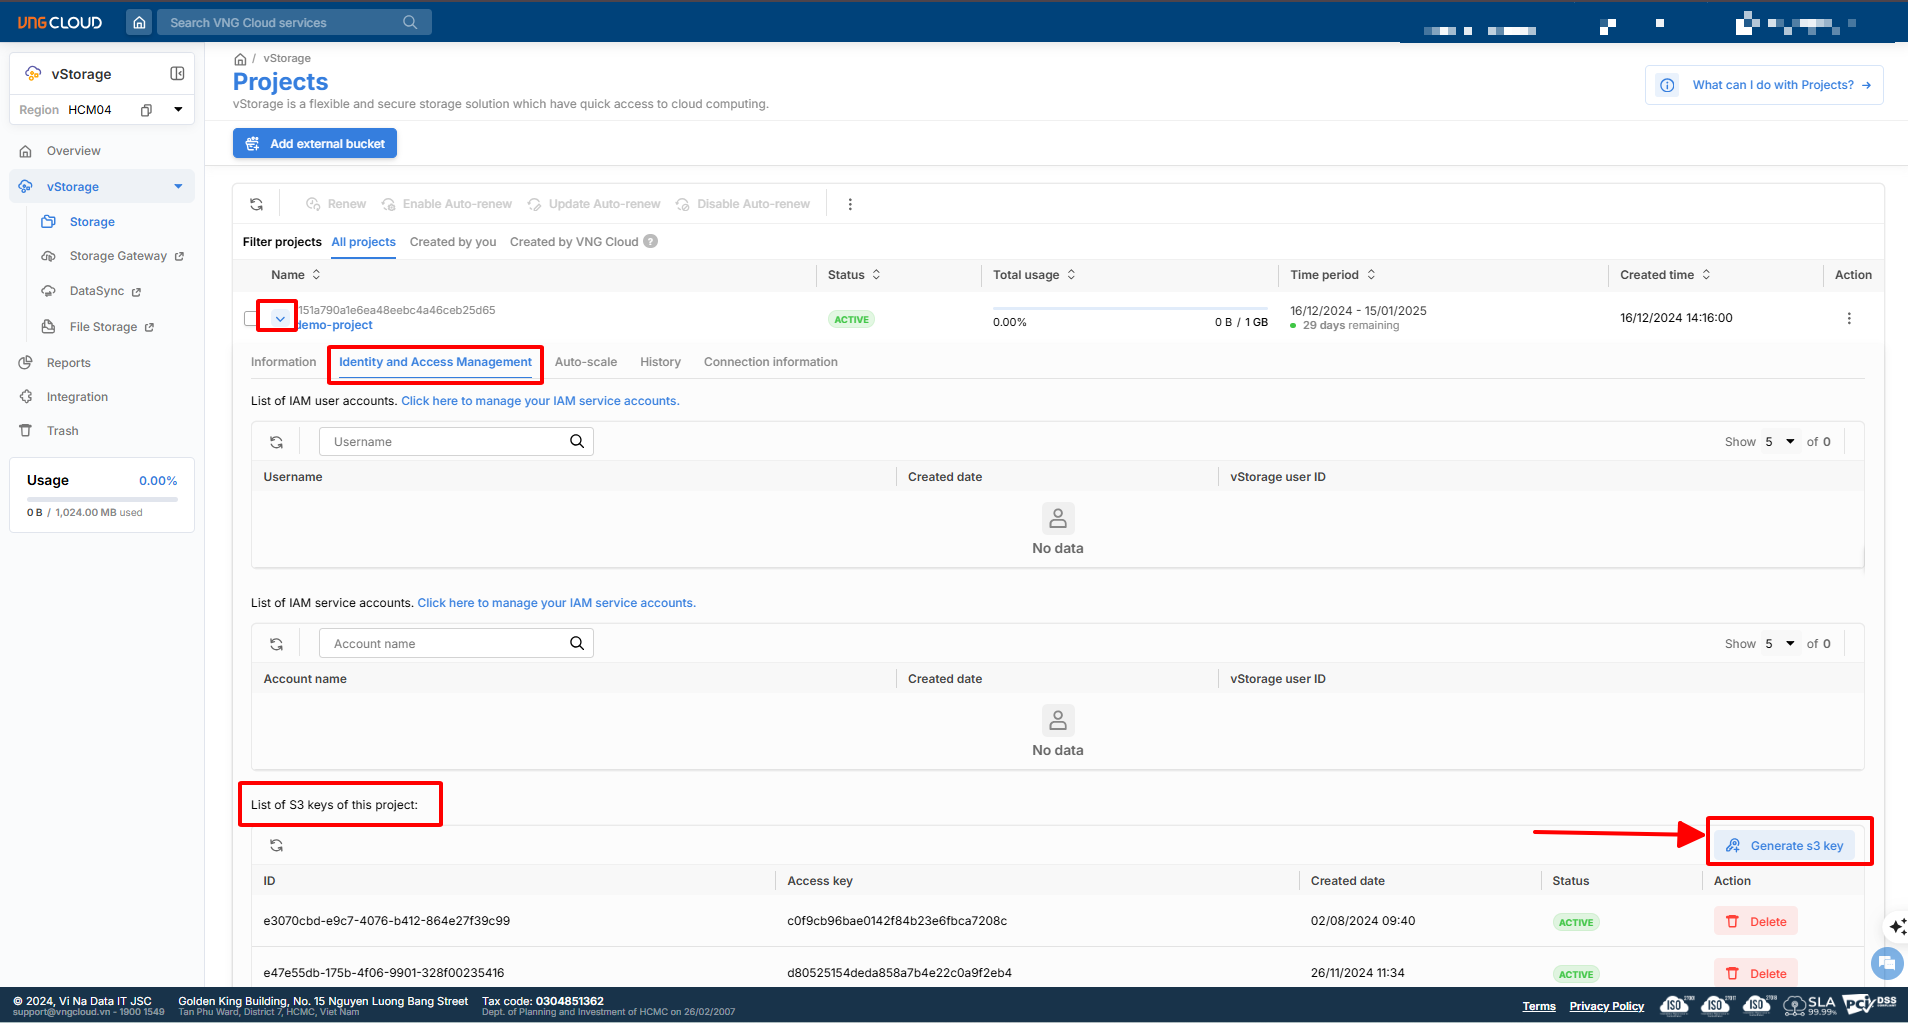 VNGCLOUD
Search VNG Cloud services
vStorage
Region HCM04
Overview
vStorage
Storage
Storage Gateway
DataSync
File Storage
Reports
Integration
Trash
Usage 0.00%
0 B / 1,024.00 MB used
/ vStorage
Projects
vStorage is a flexible and secure storage solution which have quick access to cloud computing.
What can I do with Projects?
Add external bucket
Renew Enable Auto-renew Update Auto-renew Disable Auto-renew
Filter projects All projects Created by you Created by VNG Cloud ?
Name Status Total usage Time period Created time Action
151a790a1e6ea48eebc4a46ceb25d65
demo-project
ACTIVE
0.00% 0 B / 1 GB
16/12/2024 - 15/01/2025
29 days remaining
16/12/2024 14:16:00
Information Identity and Access Management Auto-scale History Connection information
List of IAM user accounts. Click here to manage your IAM service accounts.
Username Show 5 of 0
Username Created date vStorage user ID
No data
List of IAM service accounts. Click here to manage your IAM service accounts.
Account name Show 5 of 0
Account name Created date vStorage user ID
No data
List of S3 keys of this project:
Generate s3 key
ID Access key Created date Status Action
e3070cbd-e9c7-4076-b412-864e27f39c99 c0f9cb96bae0142f84b23e6fbca7208c 02/08/2024 09:40 ACTIVE Delete
e47e55db-175b-4f06-9901-328f00235416 d80525154deda858a7b4e22c0a9f2eb4 26/11/2024 11:34 ACTIVE Delete
© 2024, Vi Na Data IT JSC
support@vngcloud.vn - 1900 1549
Golden King Building, No. 15 Nguyen Luong Bang Street
Tan Phu Ward, District 7, HCMC, Viet Nam
Tax code: 0304851362
Dept. of Planning and Investment of HCMC on 26/02/2007
Terms Privacy Policy
ISO ISO ISO SLA 99.99% PCI DSS